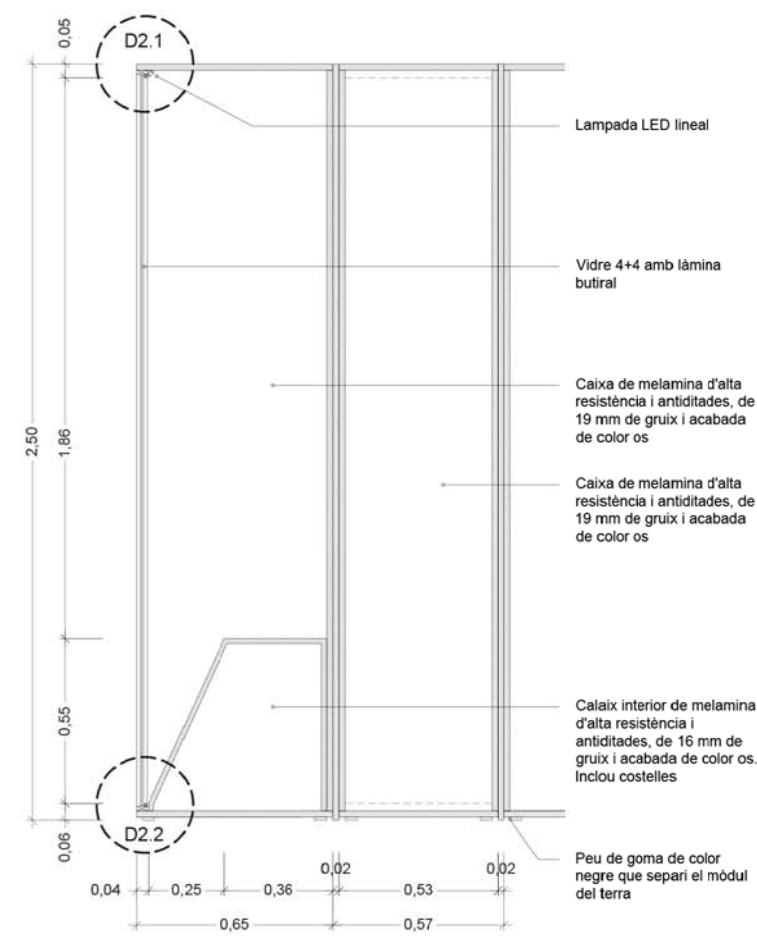 0,05
D2.1
Lampada LED lineal
Vidre 4+4 amb làmina
butiral
Caixa de melamina d'alta
resistència i antiditades, de
19 mm de gruix i acabada
de color os
2,50
1,86
Caixa de melamina d'alta
resistència i antiditades, de
19 mm de gruix i acabada
de color os
0,55
Calaix interior de melamina
d'alta resistència i
antiditades, de 16 mm de
gruix i acabada de color os.
Inclou costelles
D2.2
0,06
Peu de goma de color
negre que separi el mòdul
del terra
0,02
0,02
0,04
0,25
0,36
0,53
0,65
0,57